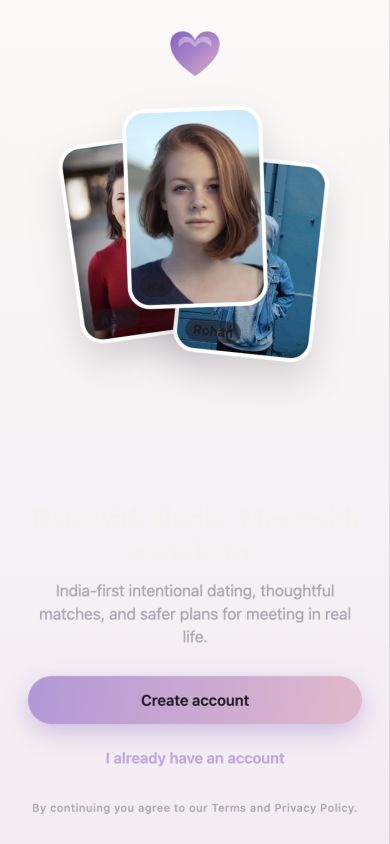 Rohan
India-first intentional dating, thoughtful
matches, and safer plans for meeting in real
life.
Create account
I already have an account
By continuing you agree to our Terms and Privacy Policy.